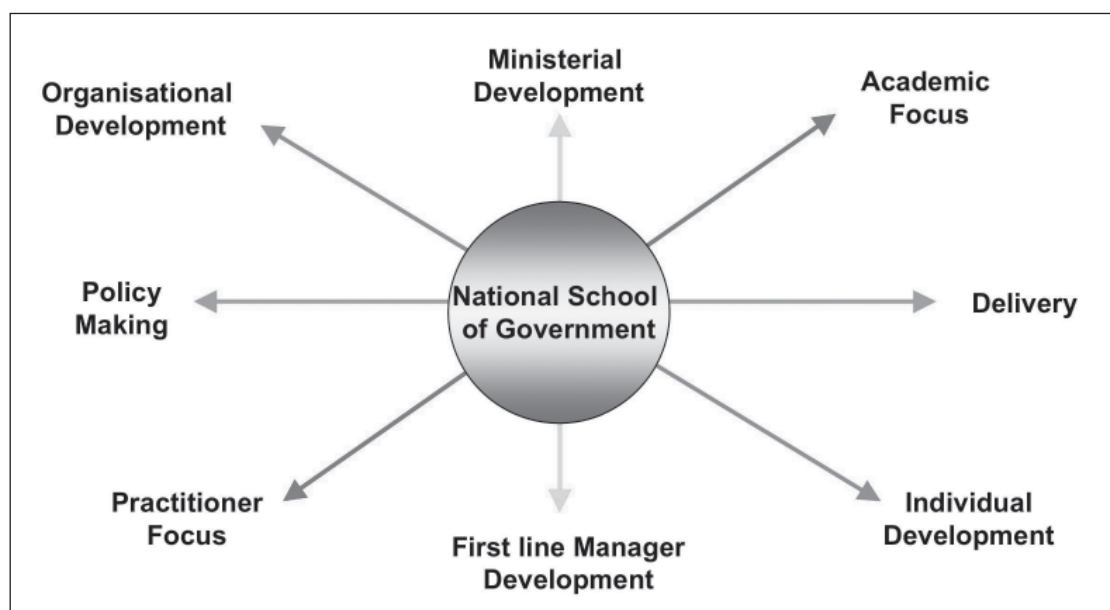 Ministerial
Development
Organisational
Development
Academic
Focus
Policy
Making
National School
of Government
Delivery
Practitioner
Focus
First line Manager
Development
Individual
Development